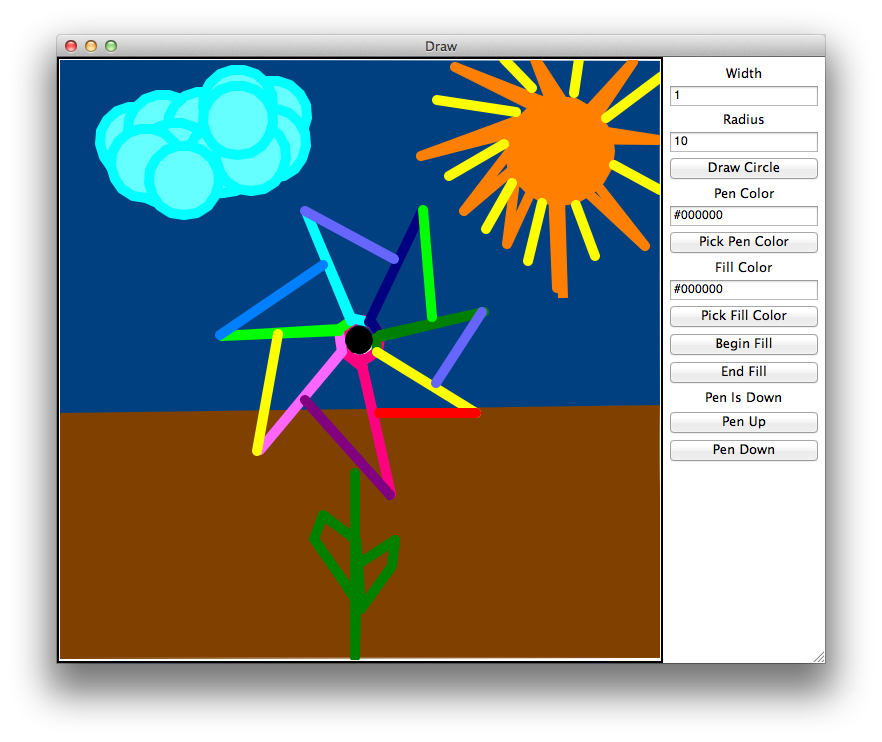 Draw
Width
1
Radius
10
Draw Circle
Pen Color
#000000
Pick Pen Color
Fill Color
#000000
Pick Fill Color
Begin Fill
End Fill
Pen Is Down
Pen Up
Pen Down